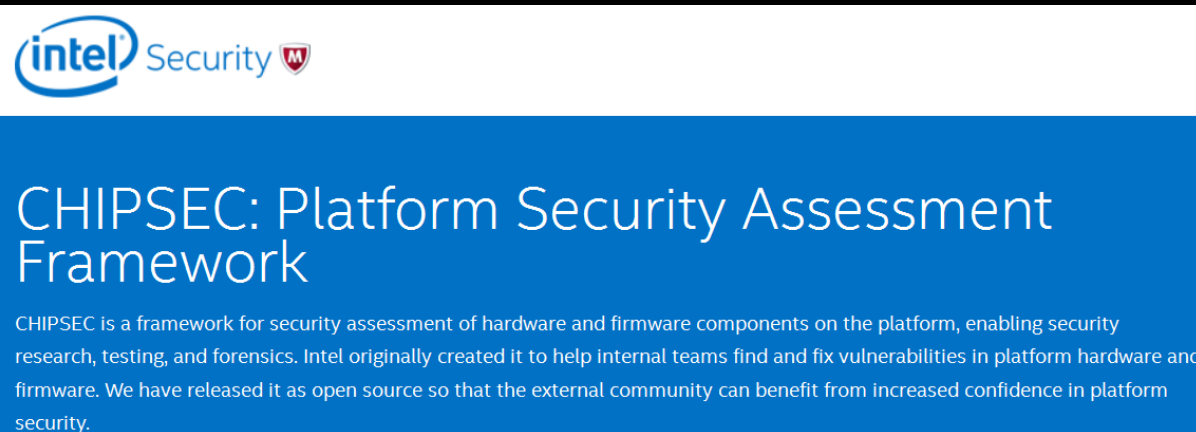 intel Security M
CHIPSEC: Platform Security Assessment
Framework
CHIPSEC is a framework for security assessment of hardware and firmware components on the platform, enabling security
research, testing, and forensics. Intel originally created it to help internal teams find and fix vulnerabilities in platform hardware and
firmware. We have released it as open source so that the external community can benefit from increased confidence in platform
security.